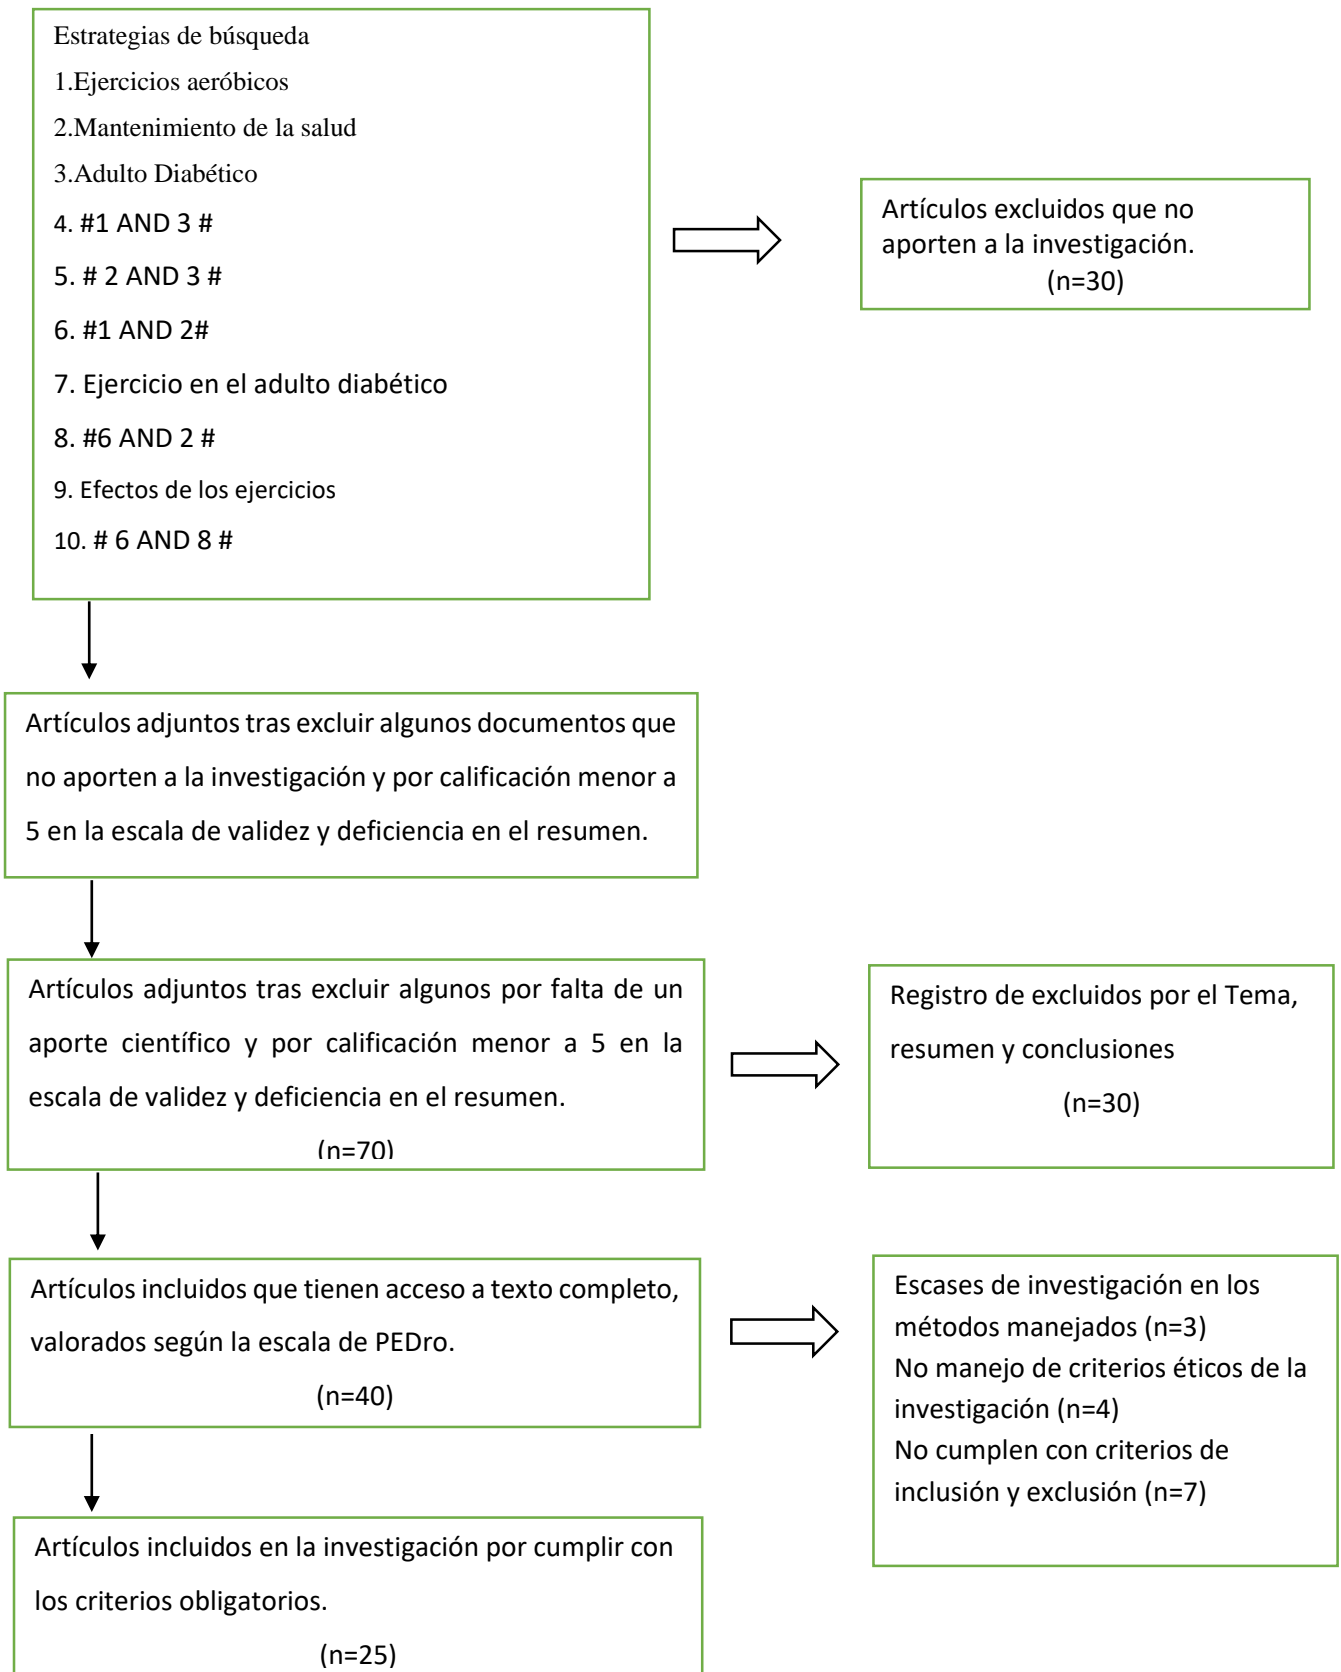 Estrategias de búsqueda
1.Ejercicios aeróbicos
2.Mantenimiento de la salud
3.Adulto Diabético
4. #1 AND 3 #
5. # 2 AND 3 #
6. #1 AND 2#
7. Ejercicio en el adulto diabético
8. #6 AND 2 #
9. Efectos de los ejercicios
10. # 6 AND 8 #
Artículos excluidos que no
aporten a la investigación.
(n=30)
Artículos adjuntos tras excluir algunos documentos que
no aporten a la investigación y por calificación menor a
5 en la escala de validez y deficiencia en el resumen.
Artículos adjuntos tras excluir algunos por falta de un
aporte científico y por calificación menor a 5 en la
escala de validez y deficiencia en el resumen.
(n=70)
Registro de excluidos por el Tema,
resumen y conclusiones
(n=30)
Artículos incluidos que tienen acceso a texto completo,
valorados según la escala de PEDro.
(n=40)
Escases de investigación en los
métodos manejados (n=3)
No manejo de criterios éticos de la
investigación (n=4)
No cumplen con criterios de
inclusión y exclusión (n=7)
Artículos incluidos en la investigación por cumplir con
los criterios obligatorios.
(n=25)